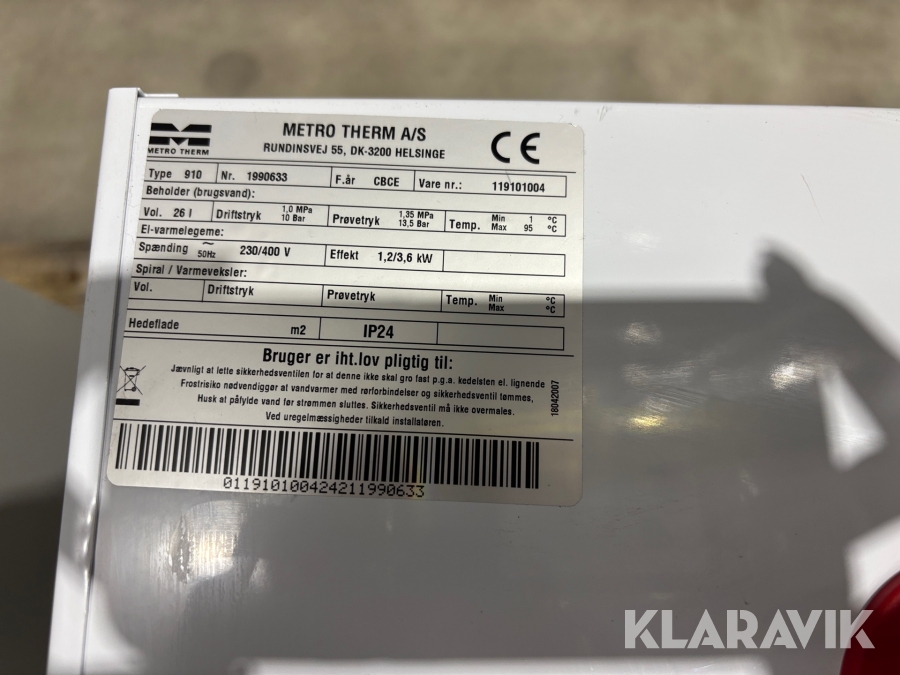 METRO THERM
METRO THERM A/S
RUNDINSVEJ 55, DK-3200 HELSINGE
CE
Type 910 Nr. 1990633 F.år CBCE Vare nr.: 119101004
Beholder (brugsvand):
Vol. 26 l Driftstryk 1,0 MPa 10 Bar Prøvetryk 1,35 MPa 13,5 Bar Temp. Min 1 °C Max 95 °C
El-varmelegeme:
Spænding ~ 50Hz 230/400 V Effekt 1,2/3,6 kW
Spiral / Varmeveksler:
Vol. Driftstryk Prøvetryk Temp. Min °C Max °C
Hedeflade m2 IP24
Bruger er iht.lov pligtig til:
Jævnligt at lette sikkerhedsventilen for at denne ikke skal gro fast p.g.a. kedelsten el. lignende
Frostrisiko nødvendiggør at vandvarmer med rørforbindelser og sikkerhedsventil tømmes,
Husk at påfylde vand før strømmen sluttes. Sikkerhedsventil må ikke overmales.
Ved uregelmæssigheder tilkald installatøren.
18042007
011910100424211990633
KLARAVIK